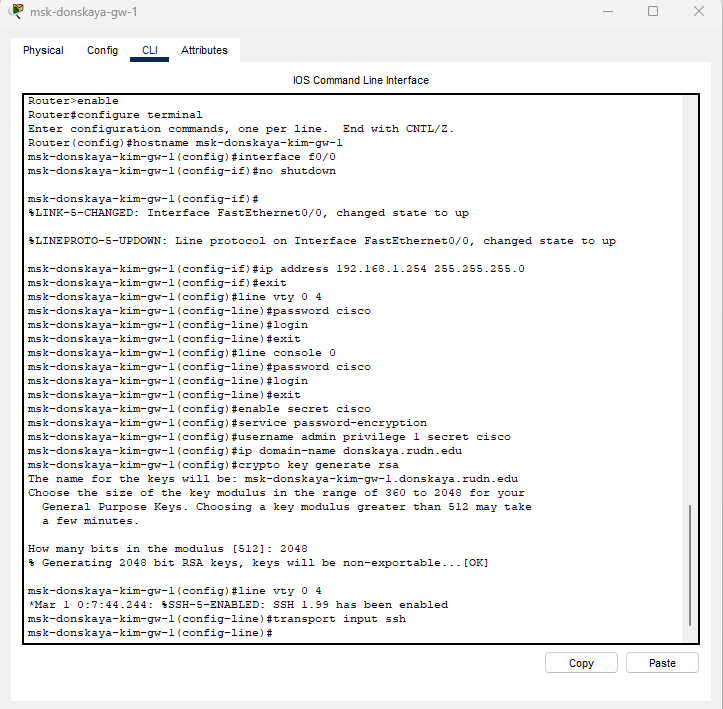 msk-donskaya-gw-1
Physical Config CLI Attributes
IOS Command Line Interface
Router>enable
Router#configure terminal
Enter configuration commands, one per line.  End with CNTL/Z.
Router(config)#hostname msk-donskaya-kim-gw-1
msk-donskaya-kim-gw-1(config)#interface f0/0
msk-donskaya-kim-gw-1(config-if)#no shutdown
msk-donskaya-kim-gw-1(config-if)#
%LINK-5-CHANGED: Interface FastEthernet0/0, changed state to up
%LINEPROTO-5-UPDOWN: Line protocol on Interface FastEthernet0/0, changed state to up
msk-donskaya-kim-gw-1(config-if)#ip address 192.168.1.254 255.255.255.0
msk-donskaya-kim-gw-1(config-if)#exit
msk-donskaya-kim-gw-1(config)#line vty 0 4
msk-donskaya-kim-gw-1(config-line)#password cisco
msk-donskaya-kim-gw-1(config-line)#login
msk-donskaya-kim-gw-1(config-line)#exit
msk-donskaya-kim-gw-1(config)#line console 0
msk-donskaya-kim-gw-1(config-line)#password cisco
msk-donskaya-kim-gw-1(config-line)#login
msk-donskaya-kim-gw-1(config-line)#exit
msk-donskaya-kim-gw-1(config)#enable secret cisco
msk-donskaya-kim-gw-1(config)#service password-encryption
msk-donskaya-kim-gw-1(config)#username admin privilege 1 secret cisco
msk-donskaya-kim-gw-1(config)#ip domain-name donskaya.rudn.edu
msk-donskaya-kim-gw-1(config)#crypto key generate rsa
The name for the keys will be: msk-donskaya-kim-gw-1.donskaya.rudn.edu
Choose the size of the key modulus in the range of 360 to 2048 for your
General Purpose Keys. Choosing a key modulus greater than 512 may take
a few minutes.
How many bits in the modulus [512]: 2048
% Generating 2048 bit RSA keys, keys will be non-exportable...[OK]
msk-donskaya-kim-gw-1(config)#line vty 0 4
*Mar 1 0:7:44.244: %SSH-5-ENABLED: SSH 1.99 has been enabled
msk-donskaya-kim-gw-1(config-line)#transport input ssh
msk-donskaya-kim-gw-1(config-line)#
Copy Paste